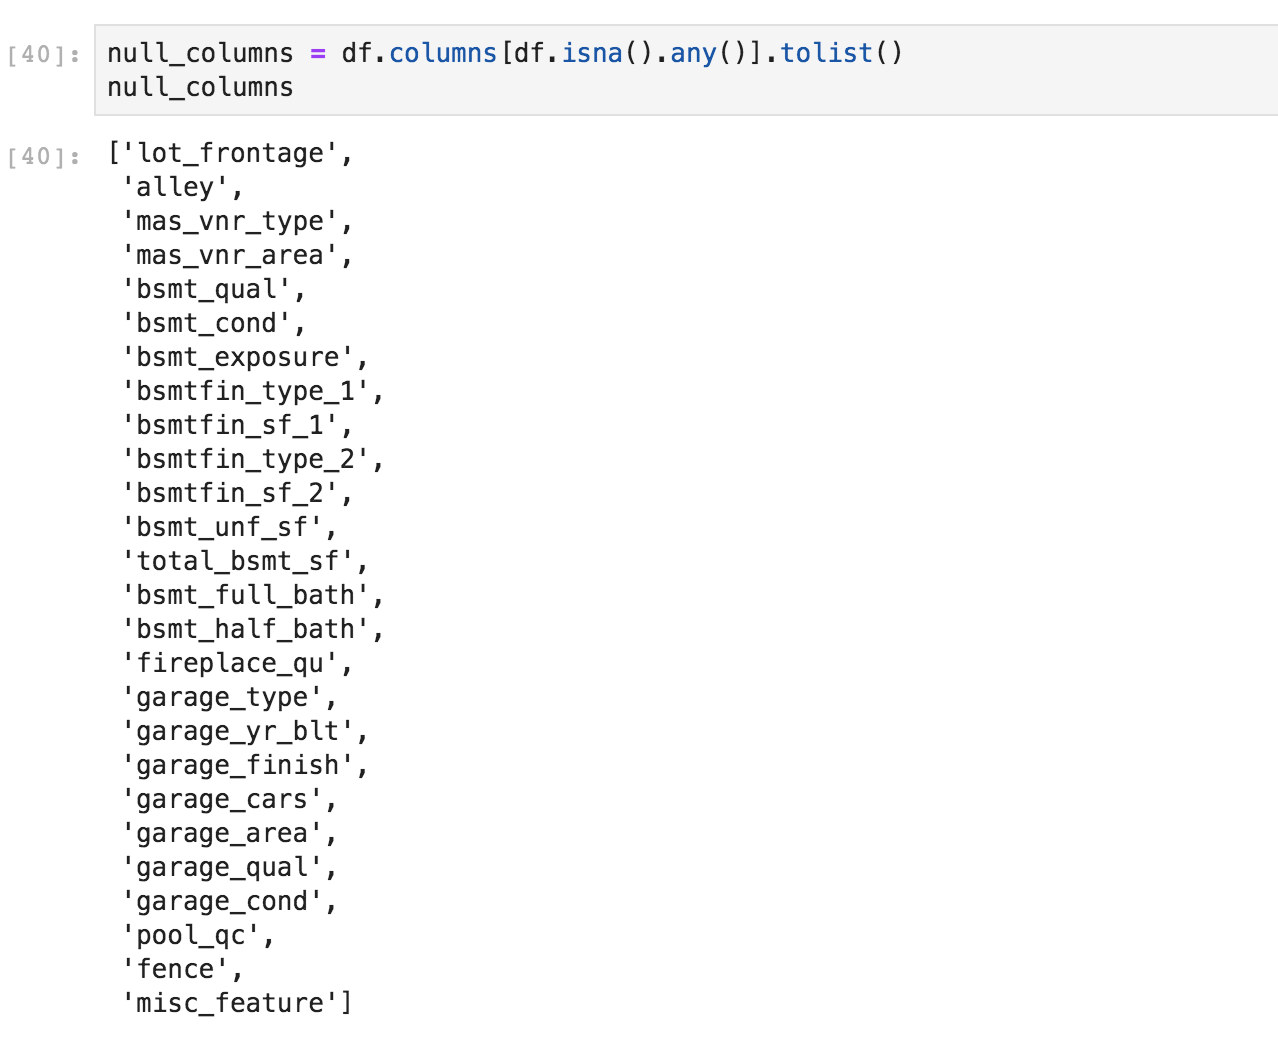 [40]: null_columns = df.columns[df.isna().any()].tolist()
null_columns
[40]: ['lot_frontage',
'alley',
'mas_vnr_type',
'mas_vnr_area',
'bsmt_qual',
'bsmt_cond',
'bsmt_exposure',
'bsmtfin_type_1',
'bsmtfin_sf_1',
'bsmtfin_type_2',
'bsmtfin_sf_2',
'bsmt_unf_sf',
'total_bsmt_sf',
'bsmt_full_bath',
'bsmt_half_bath',
'fireplace_qu',
'garage_type',
'garage_yr_blt',
'garage_finish',
'garage_cars',
'garage_area',
'garage_qual',
'garage_cond',
'pool_qc',
'fence',
'misc_feature']